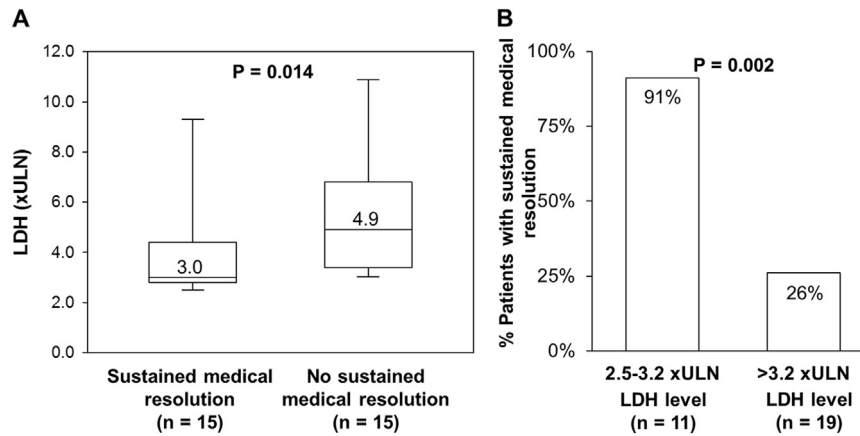 A
LDH (xULN)
12.0
10.0
8.0
6.0
4.0
2.0
0.0
P = 0.014
3.0
4.9
Sustained medical
resolution
(n = 15)
No sustained
medical resolution
(n = 15)
B
% Patients with sustained medical
resolution
100%
75%
50%
25%
0%
P = 0.002
91%
26%
2.5-3.2 xULN
LDH level
(n = 11)
>3.2 xULN
LDH level
(n = 19)